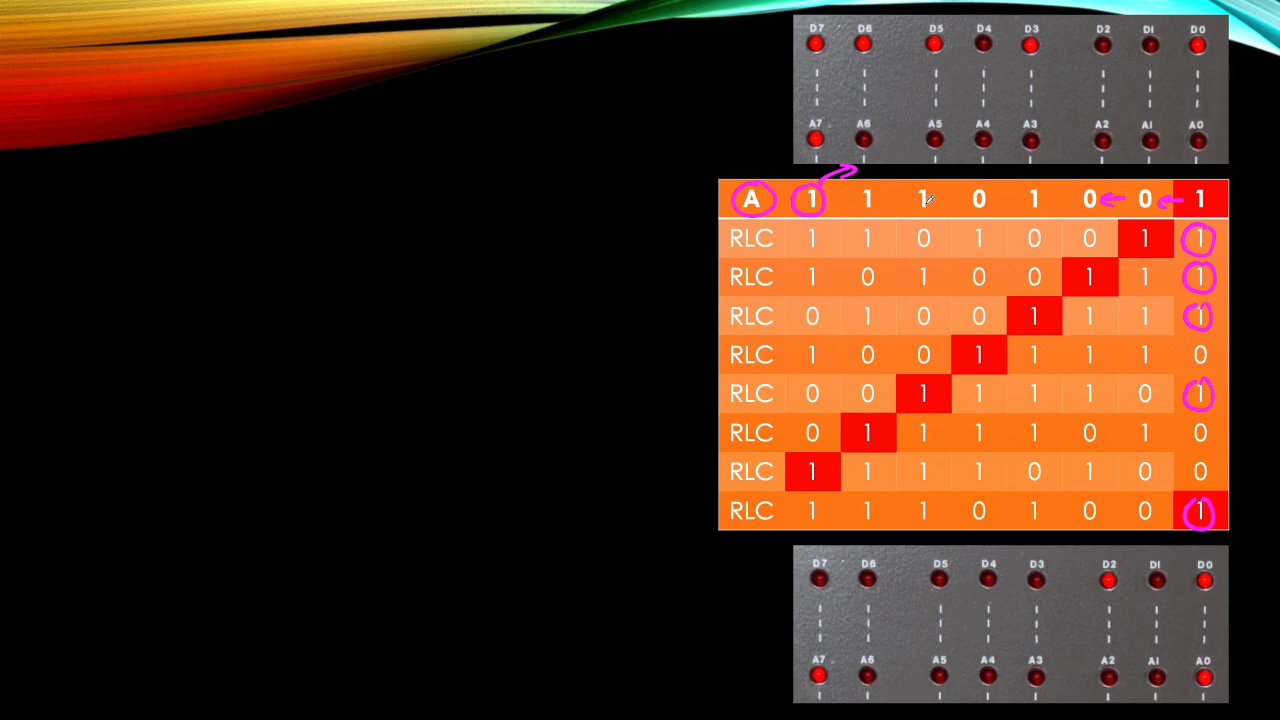 D7 D6 D5 D4 D3 D2 D1 D0
A7 A6 A5 A4 A3 A2 A1 A0
A 1 1 1 0 1 0 0 1
RLC 1 1 0 1 0 0 1 1
RLC 1 0 1 0 0 1 1 1
RLC 0 1 0 0 1 1 1 1
RLC 1 0 0 1 1 1 1 0
RLC 0 0 1 1 1 1 0 1
RLC 0 1 1 1 1 0 1 0
RLC 1 1 1 1 0 1 0 0
RLC 1 1 1 0 1 0 0 1
D7 D6 D5 D4 D3 D2 D1 D0
A7 A6 A5 A4 A3 A2 A1 A0